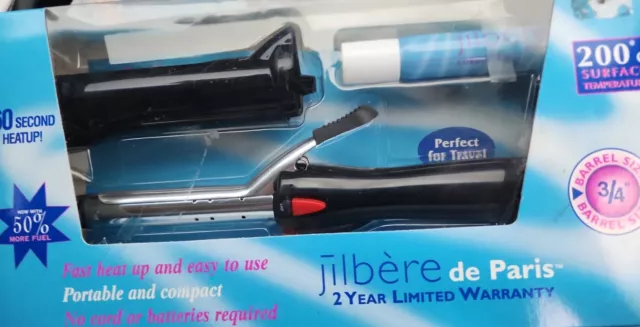 200°
SURFACE
TEMPERATURE
60 SECOND
HEATUP!
Perfect
for Travel
BARREL SIZE
3/4"
BARREL
NOW WITH
50%
MORE FUEL
Fast heat up and easy to use
Portable and compact
No cord or batteries required
jilbère de Paris™
2 YEAR LIMITED WARRANTY